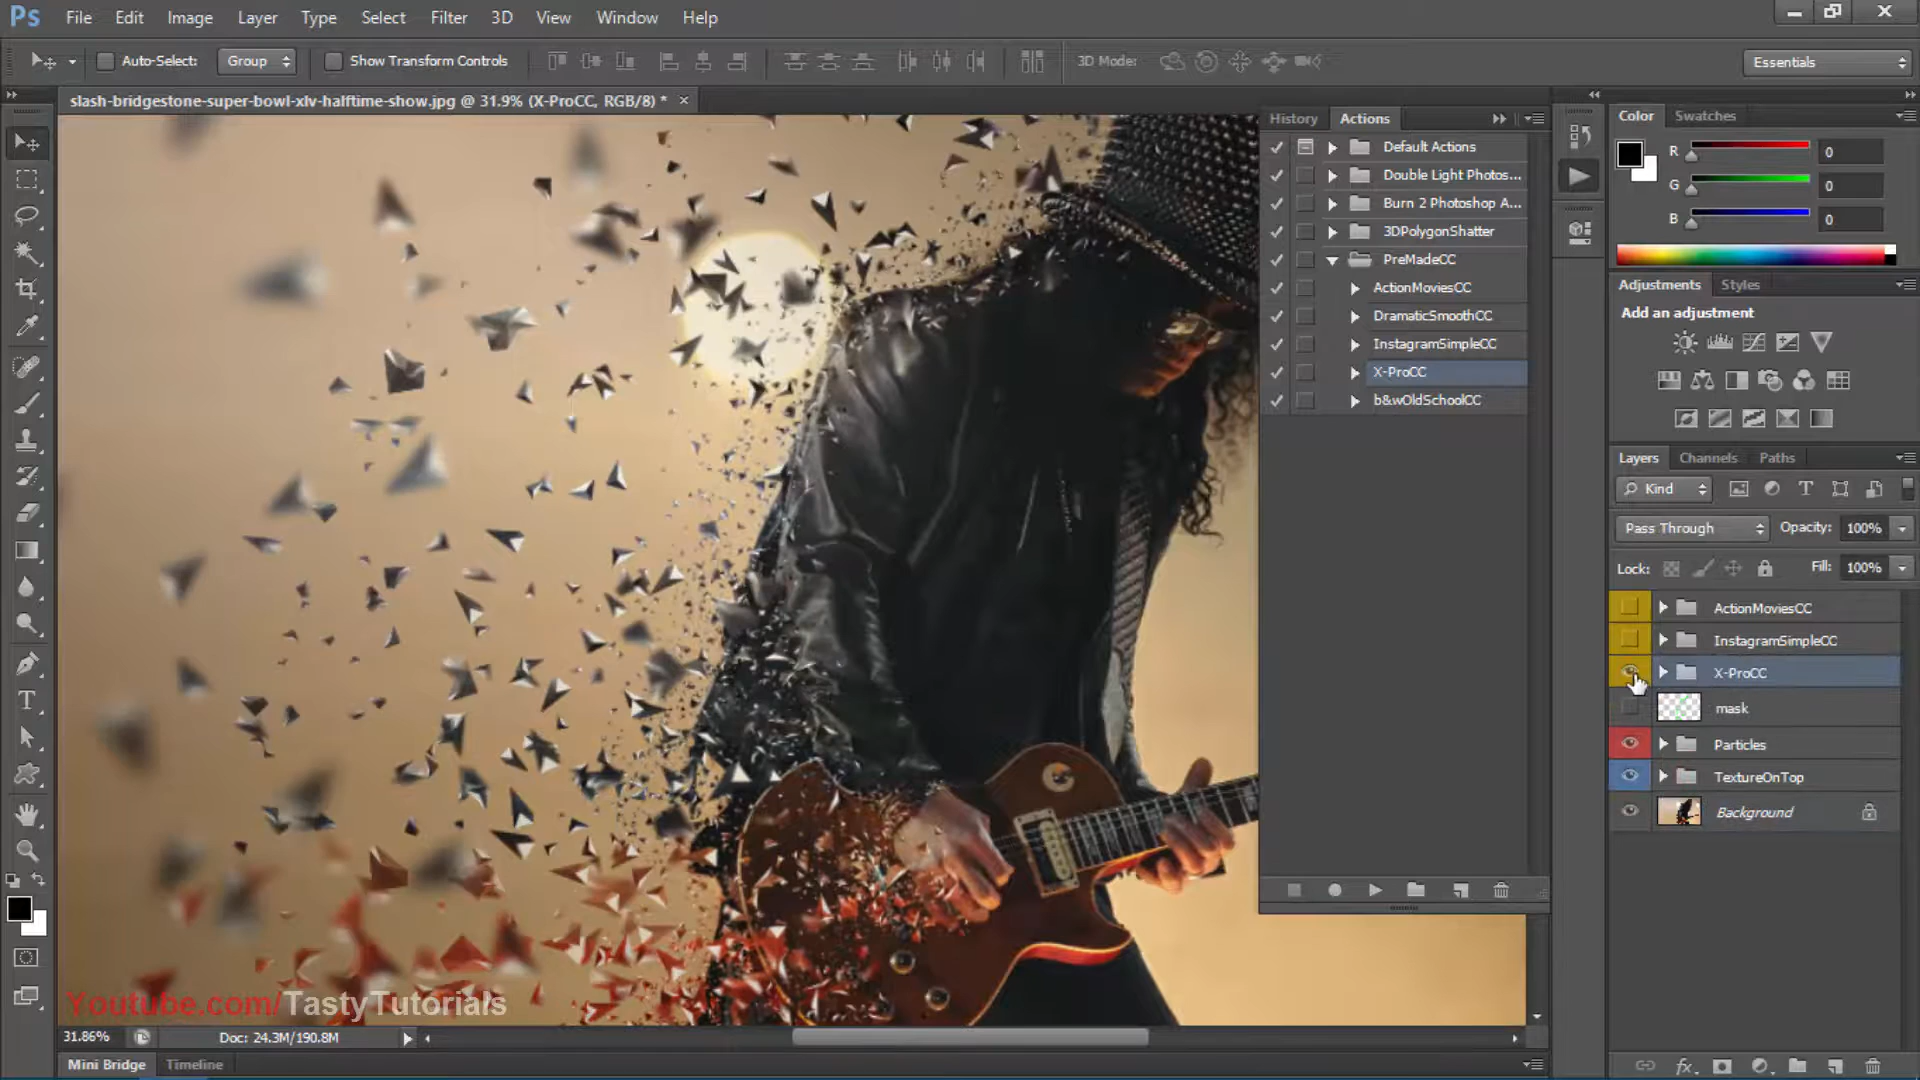 Ps File Edit Image Layer Type Select Filter 3D View Window Help
Auto-Select: Group Show Transform Controls 3D Mode: Essentials
slash-bridgestone-super-bowl-xlv-halftime-show.jpg @ 31.9% (X-ProCC, RGB/8) * ×
History Actions
Default Actions
Double Light Photos...
Burn 2 Photoshop A...
3DPolygonShatter
PreMadeCC
ActionMoviesCC
DramaticSmoothCC
InstagramSimpleCC
X-ProCC
b&wOldSchoolCC
Color Swatches
R 0
G 0
B 0
Adjustments Styles
Add an adjustment
Layers Channels Paths
Kind
Pass Through Opacity: 100%
Lock: Fill: 100%
ActionMoviesCC
InstagramSimpleCC
X-ProCC
mask
Particles
TextureOnTop
Background
Youtube.com/TastyTutorials
31.86% Doc: 24.3M/190.8M
Mini Bridge Timeline